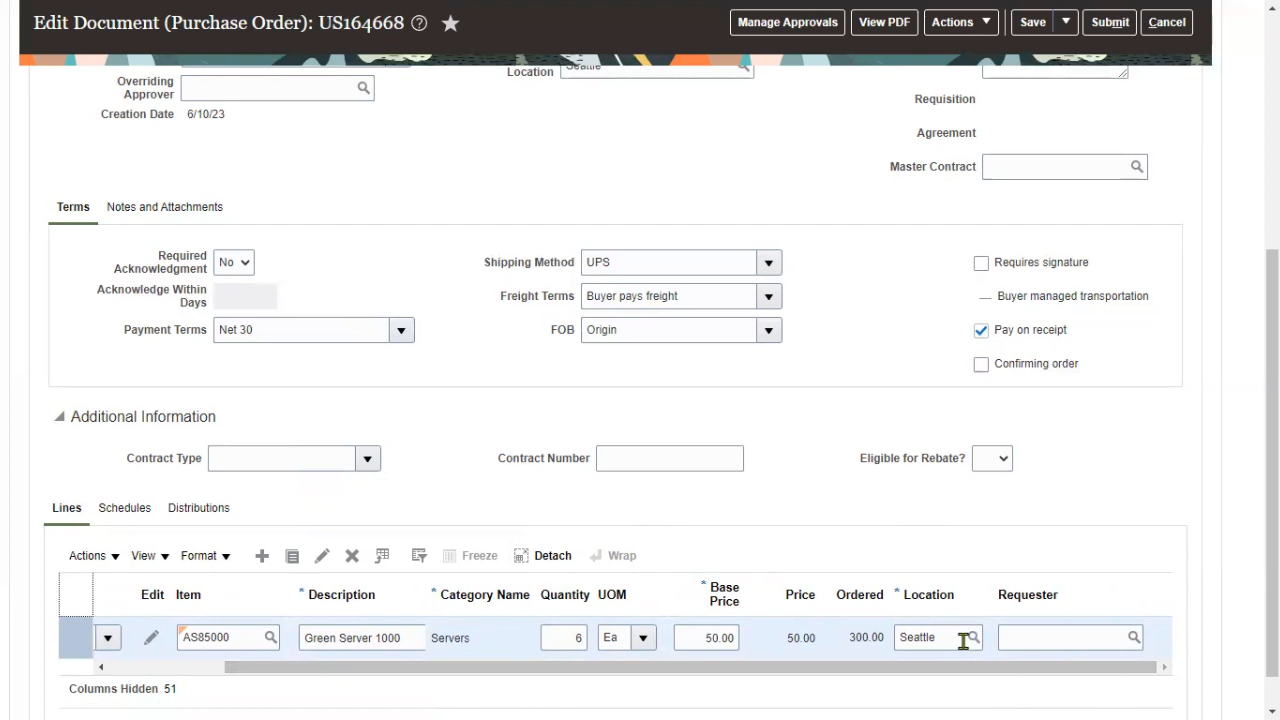 Edit Document (Purchase Order): US164668
Manage Approvals View PDF Actions Save Submit Cancel
Overriding Approver
Location Seattle
Creation Date 6/10/23
Requisition
Agreement
Master Contract
Terms Notes and Attachments
Required Acknowledgment No
Shipping Method UPS
Requires signature
Acknowledge Within Days
Freight Terms Buyer pays freight
Buyer managed transportation
Payment Terms Net 30
FOB Origin
Pay on receipt
Confirming order
Additional Information
Contract Type
Contract Number
Eligible for Rebate?
Lines Schedules Distributions
Actions View Format Freeze Detach Wrap
Edit Item * Description * Category Name Quantity UOM * Base Price Price Ordered * Location Requester
AS85000 Green Server 1000 Servers 6 Ea 50.00 50.00 300.00 Seattle
Columns Hidden 51